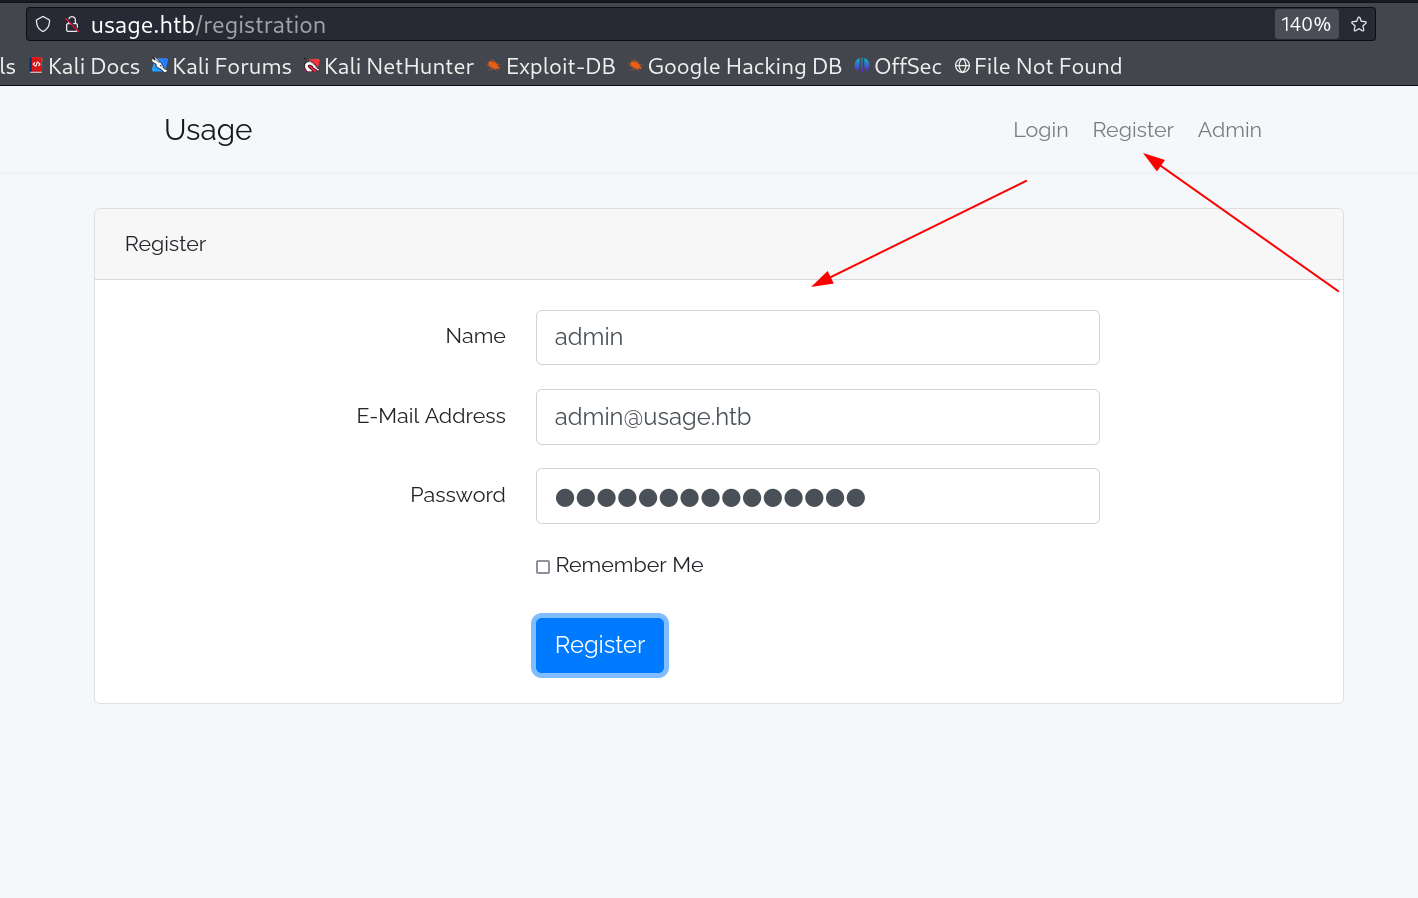 usage.htb/registration 140%
ls Kali Docs Kali Forums Kali NetHunter Exploit-DB Google Hacking DB OffSec File Not Found
Usage Login Register Admin
Register
Name admin
E-Mail Address admin@usage.htb
Password ●●●●●●●●●●●●●●●
Remember Me
Register